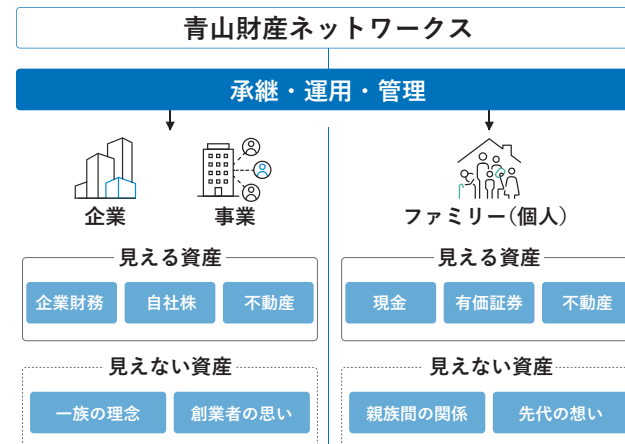 青山財産ネットワークス
承継・運用・管理
企業
事業
見える資産
企業財務
自社株
不動産
見えない資産
一族の理念
創業者の思い
ファミリー(個人)
見える資産
現金
有価証券
不動産
見えない資産
親族間の関係
先代の想い